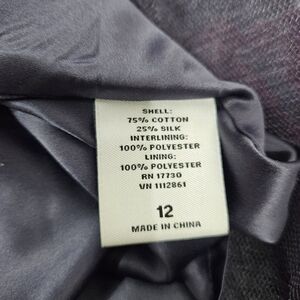 SHELL:
75% COTTON
25% SILK
INTERLINING:
100% POLYESTER
LINING:
100% POLYESTER
RN 17730
VN 1112861
12
MADE IN CHINA